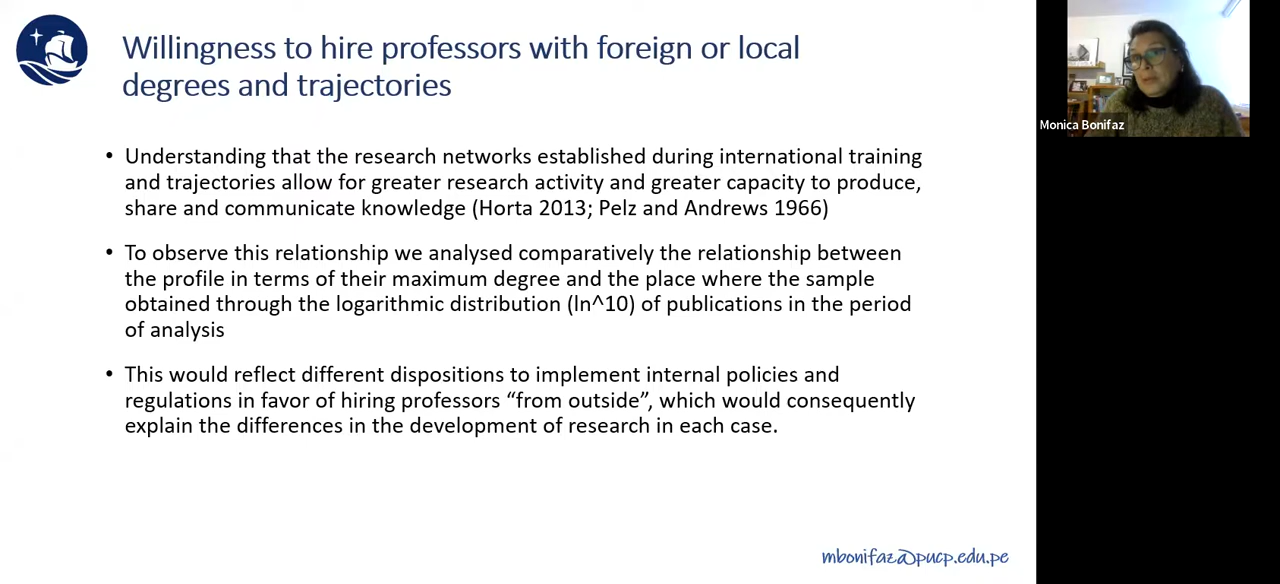 Willingness to hire professors with foreign or local
degrees and trajectories
• Understanding that the research networks established during international training
and trajectories allow for greater research activity and greater capacity to produce,
share and communicate knowledge (Horta 2013; Pelz and Andrews 1966)
• To observe this relationship we analysed comparatively the relationship between
the profile in terms of their maximum degree and the place where the sample
obtained through the logarithmic distribution (ln^10) of publications in the period
of analysis
• This would reflect different dispositions to implement internal policies and
regulations in favor of hiring professors “from outside”, which would consequently
explain the differences in the development of research in each case.
mbonifaz@pucp.edu.pe
Monica Bonifaz